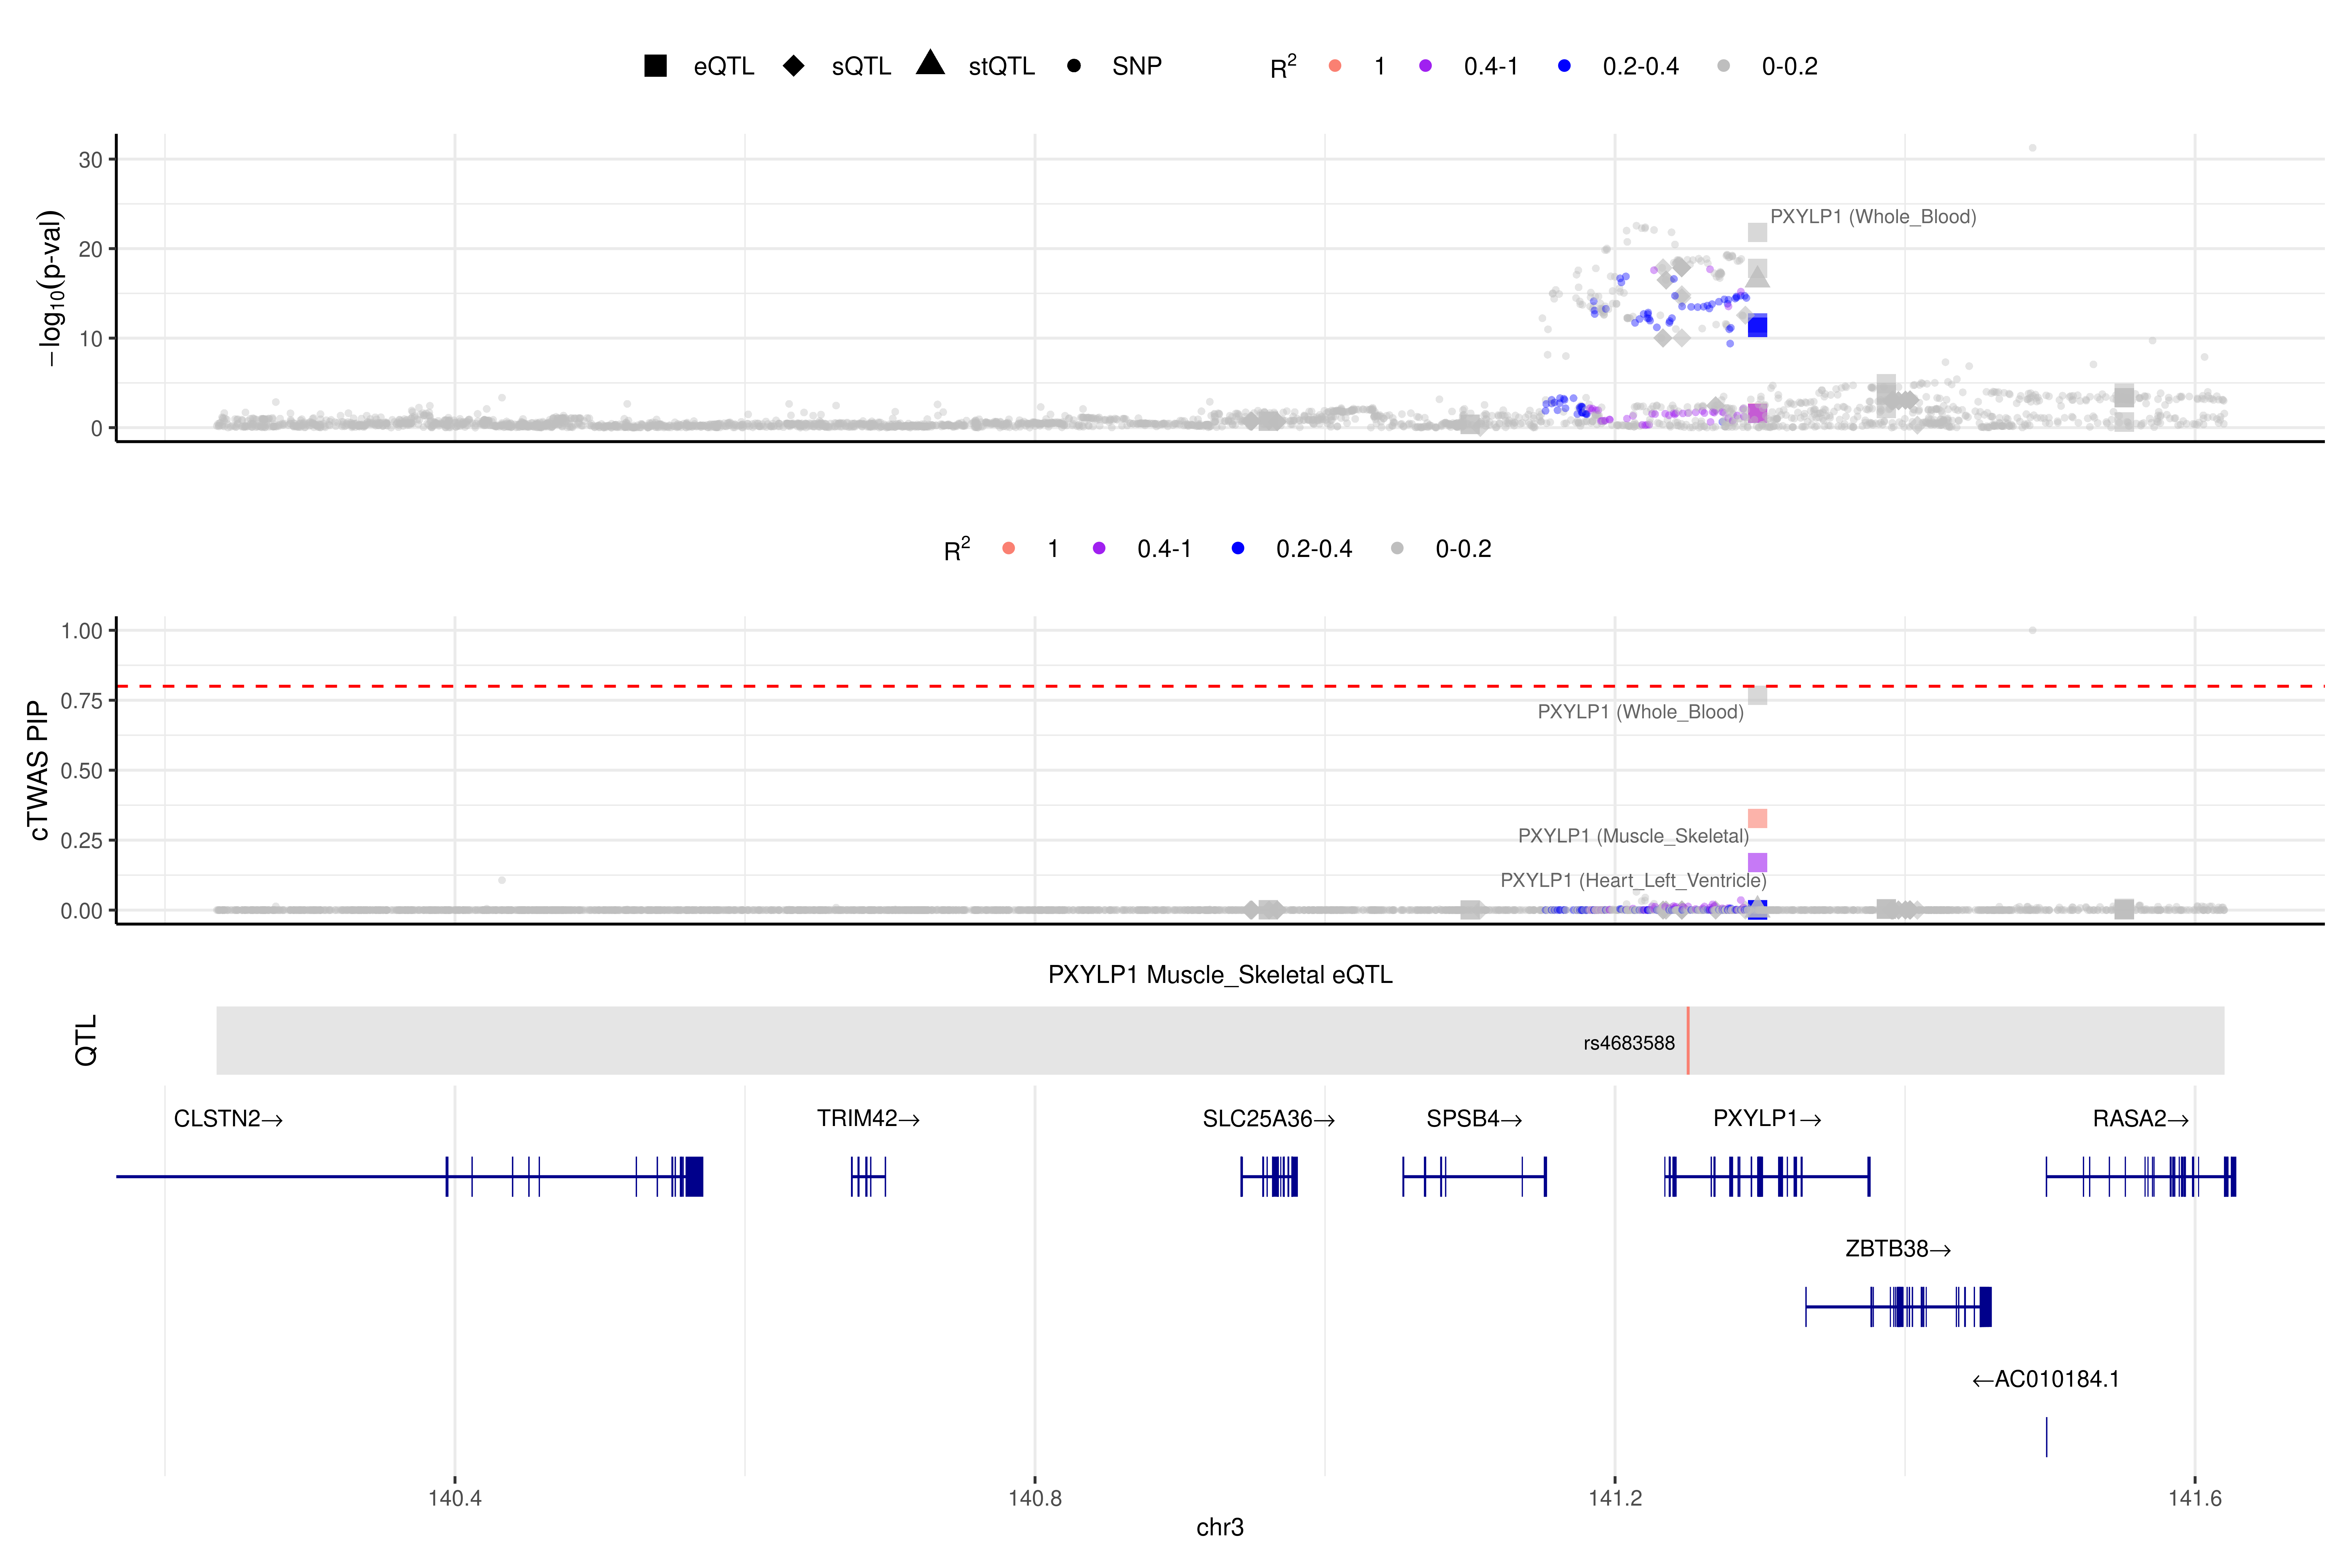 eQTL sQTL stQTL SNP R2 1 0.4-1 0.2-0.4 0-0.2
30
20
10
0
−log10(p-val)
PXYLP1 (Whole_Blood)
R2 1 0.4-1 0.2-0.4 0-0.2
1.00
0.75
0.50
0.25
0.00
cTWAS PIP
PXYLP1 (Whole_Blood)
PXYLP1 (Muscle_Skeletal)
PXYLP1 (Heart_Left_Ventricle)
PXYLP1 Muscle_Skeletal eQTL
QTL
rs4683588
CLSTN2→ TRIM42→ SLC25A36→ SPSB4→ PXYLP1→ RASA2→
ZBTB38→
←AC010184.1
140.4 140.8 141.2 141.6
chr3